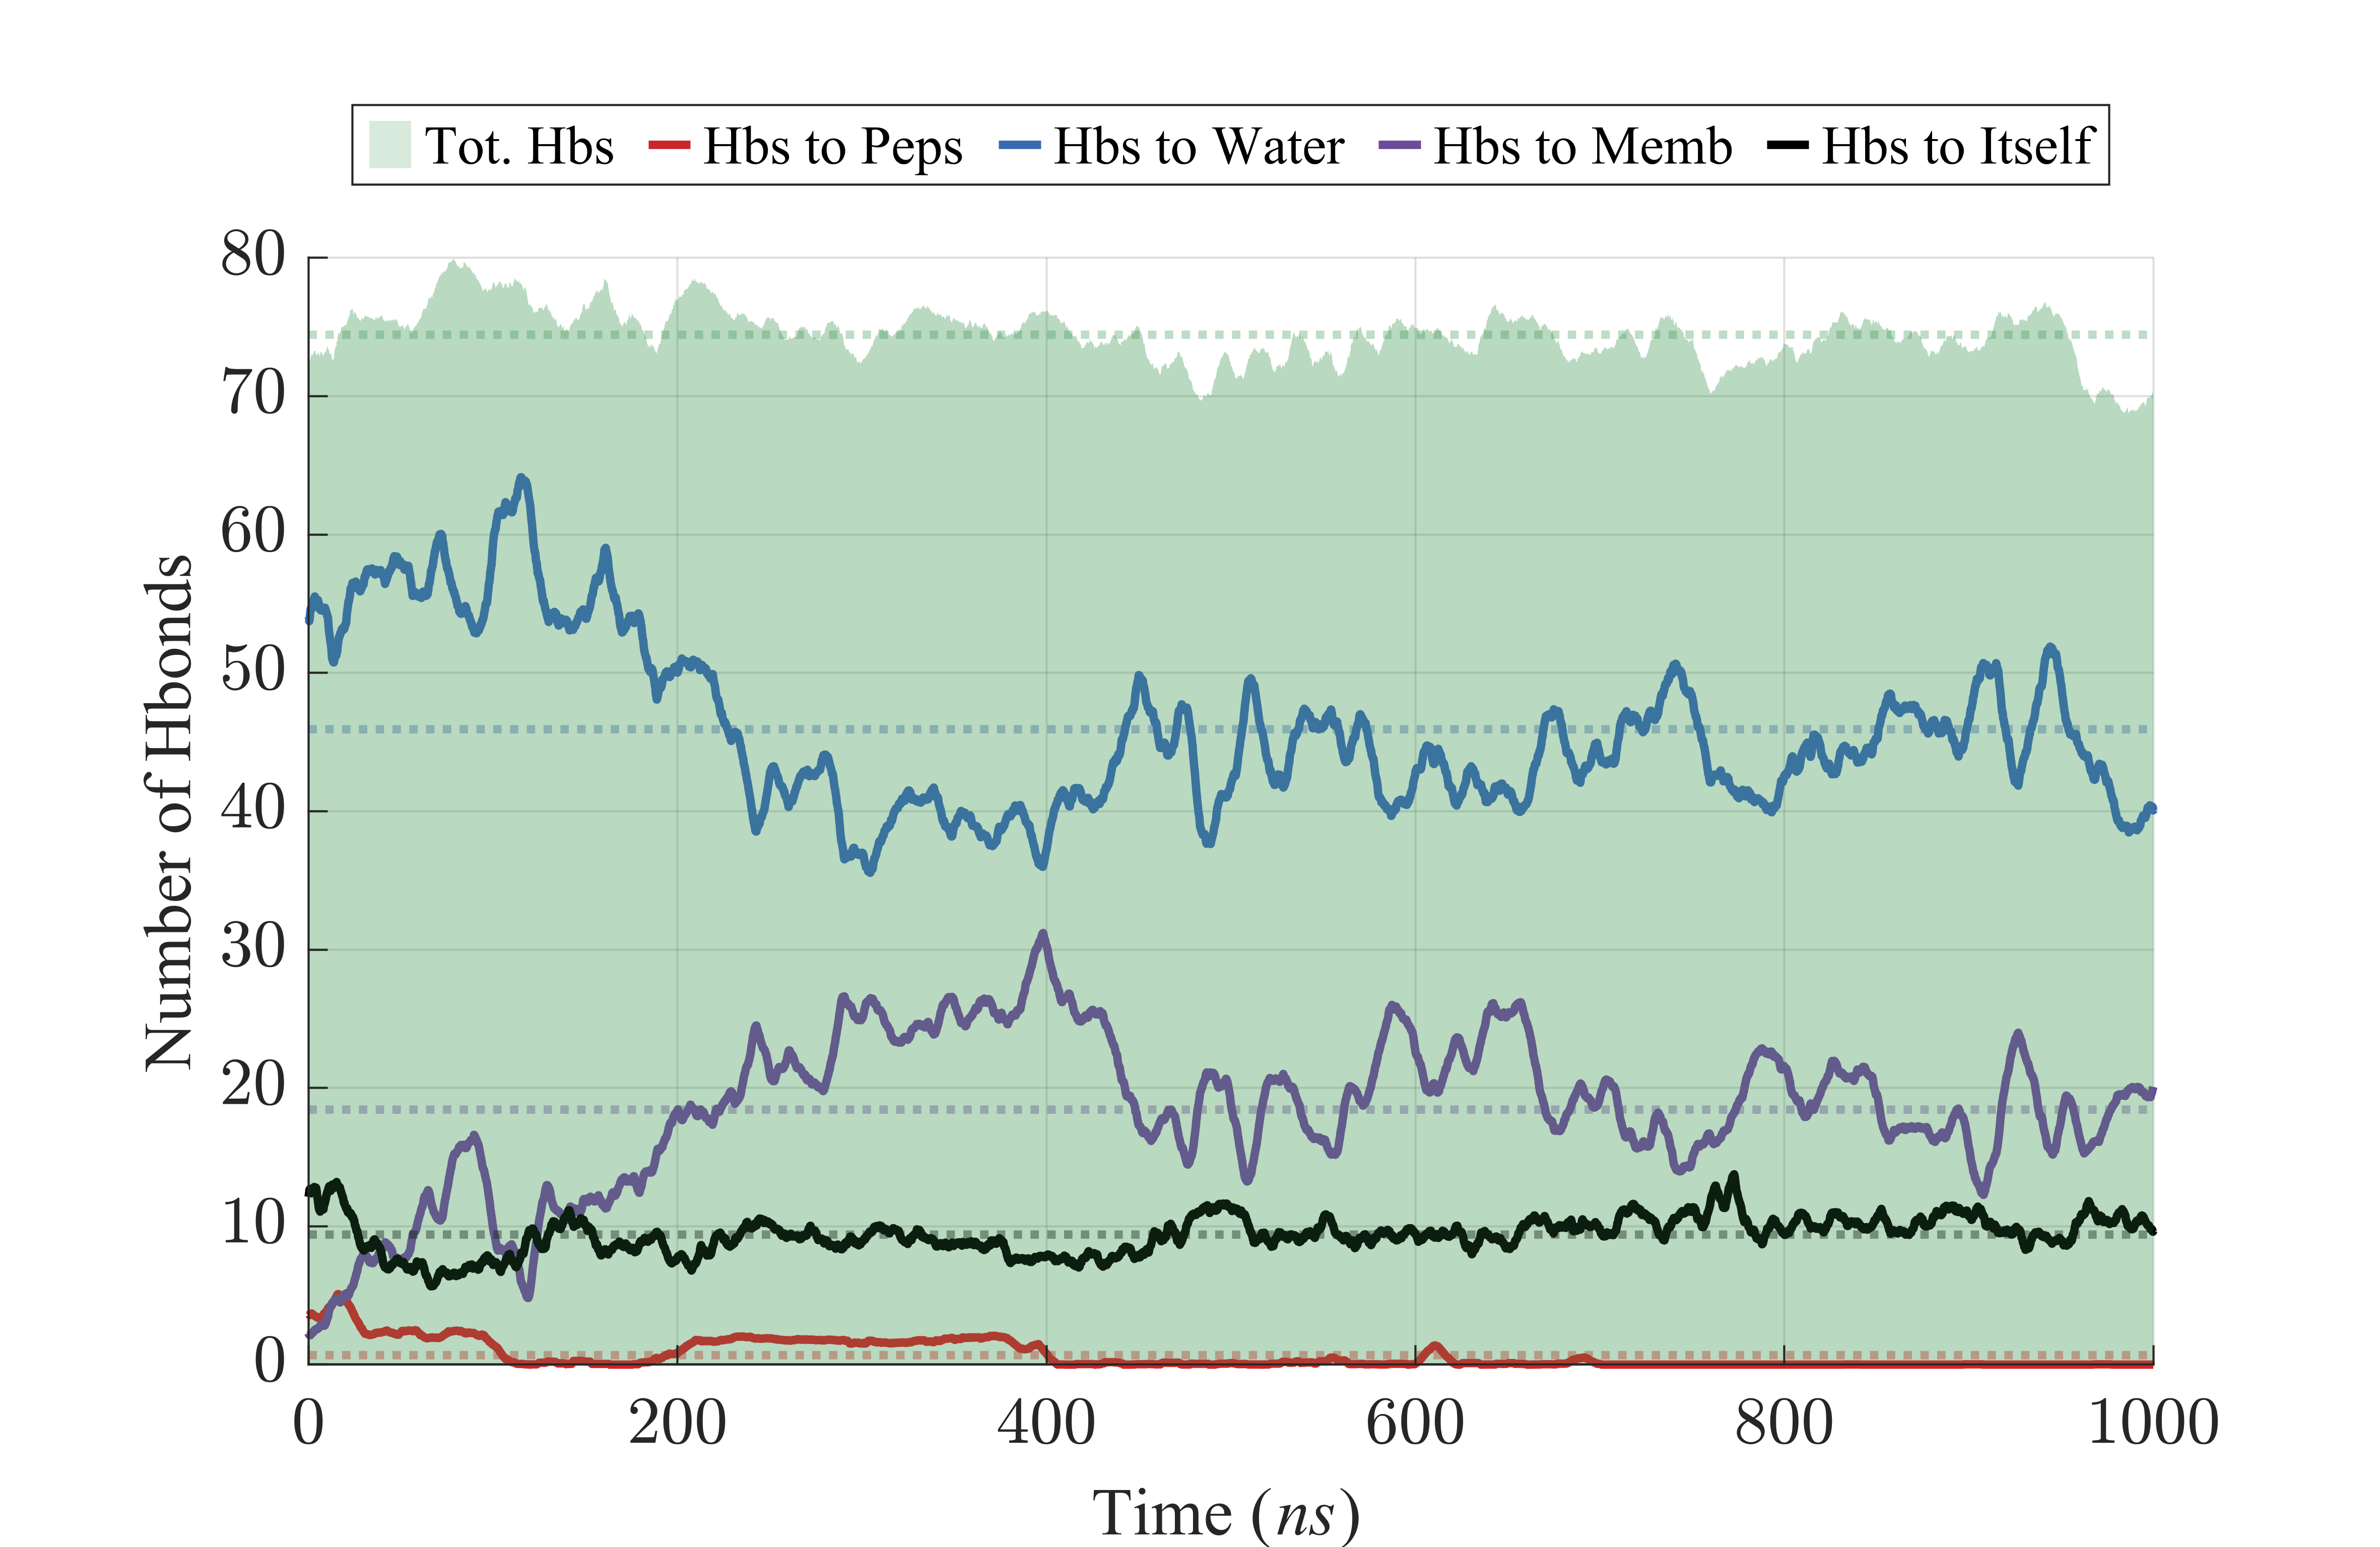 Tot. Hbs Hbs to Peps Hbs to Water Hbs to Memb Hbs to Itself
80
70
60
50
40
30
20
10
0
Number of Hbonds
0 200 400 600 800 1000
Time (ns)